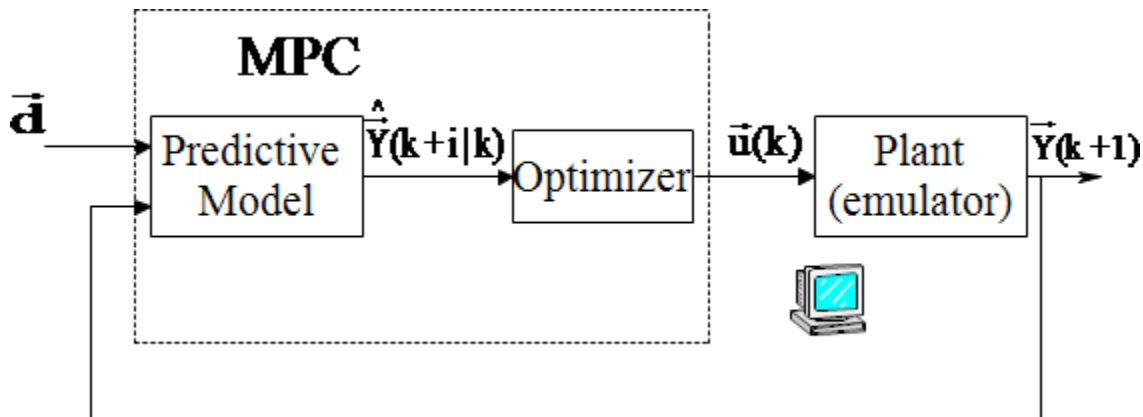 MPC
d⃗
Predictive
Model
Ŷ⃗(k+i|k)
Optimizer
u⃗(k)
Plant
(emulator)
Y⃗(k+1)